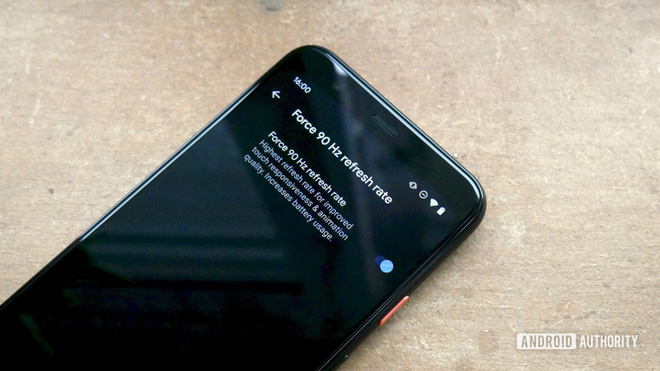 16:00
Force 90 Hz refresh rate
Force 90 Hz refresh rate
Highest refresh rate for improved
touch responsiveness & animation
quality. Increases battery usage.
ANDROID AUTHORITY